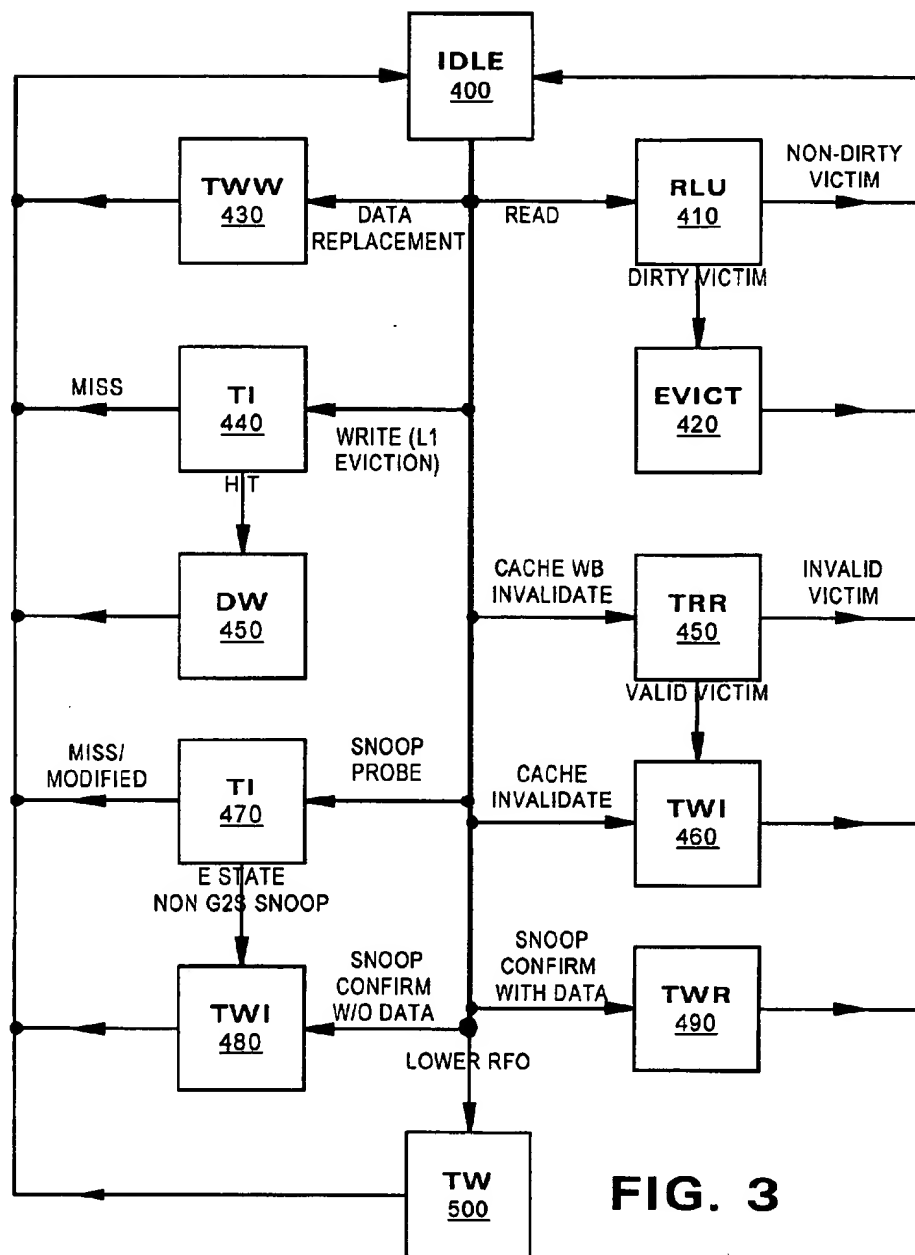 IDLE
400
TWW
430
DATA
REPLACEMENT
READ
RLU
410
NON-DIRTY
VICTIM
DIRTY VICTIM
MISS
TI
440
WRITE (L1
EVICTION)
HIT
EVICT
420
DW
450
CACHE WB
INVALIDATE
TRR
450
INVALID
VICTIM
VALID VICTIM
MISS/
MODIFIED
TI
470
SNOOP
PROBE
CACHE
INVALIDATE
TWI
460
E STATE
NON G2S SNOOP
TWI
480
SNOOP
CONFIRM
W/O DATA
SNOOP
CONFIRM
WITH DATA
TWR
490
LOWER RFO
TW
500
FIG. 3